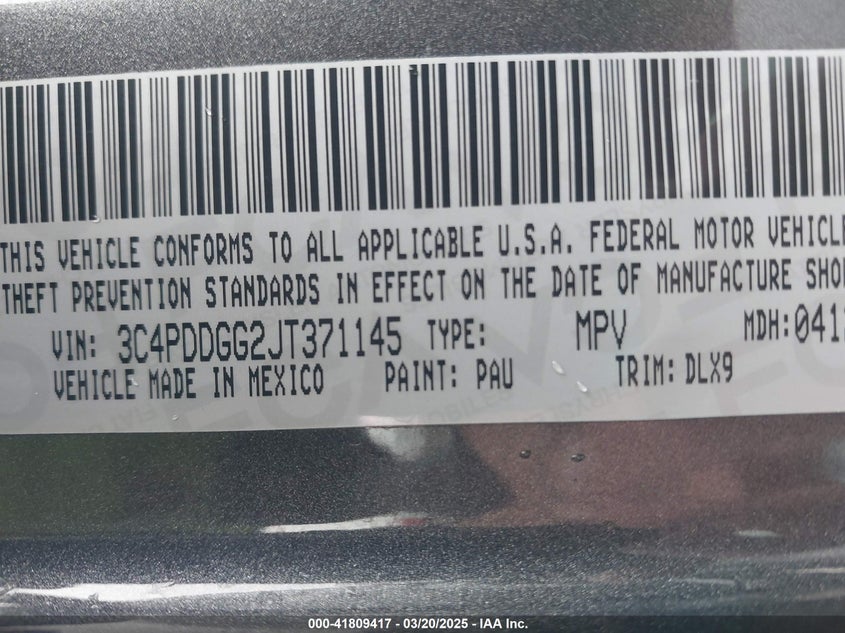 THIS VEHICLE CONFORMS TO ALL APPLICABLE U.S.A. FEDERAL MOTOR VEHICLE
THEFT PREVENTION STANDARDS IN EFFECT ON THE DATE OF MANUFACTURE SHO
VIN: 3C4PDDGG2JT371145 TYPE: MPV MDH:041
VEHICLE MADE IN MEXICO PAINT: PAU TRIM: DLX9
000-41809417 - 03/20/2025 - IAA Inc.